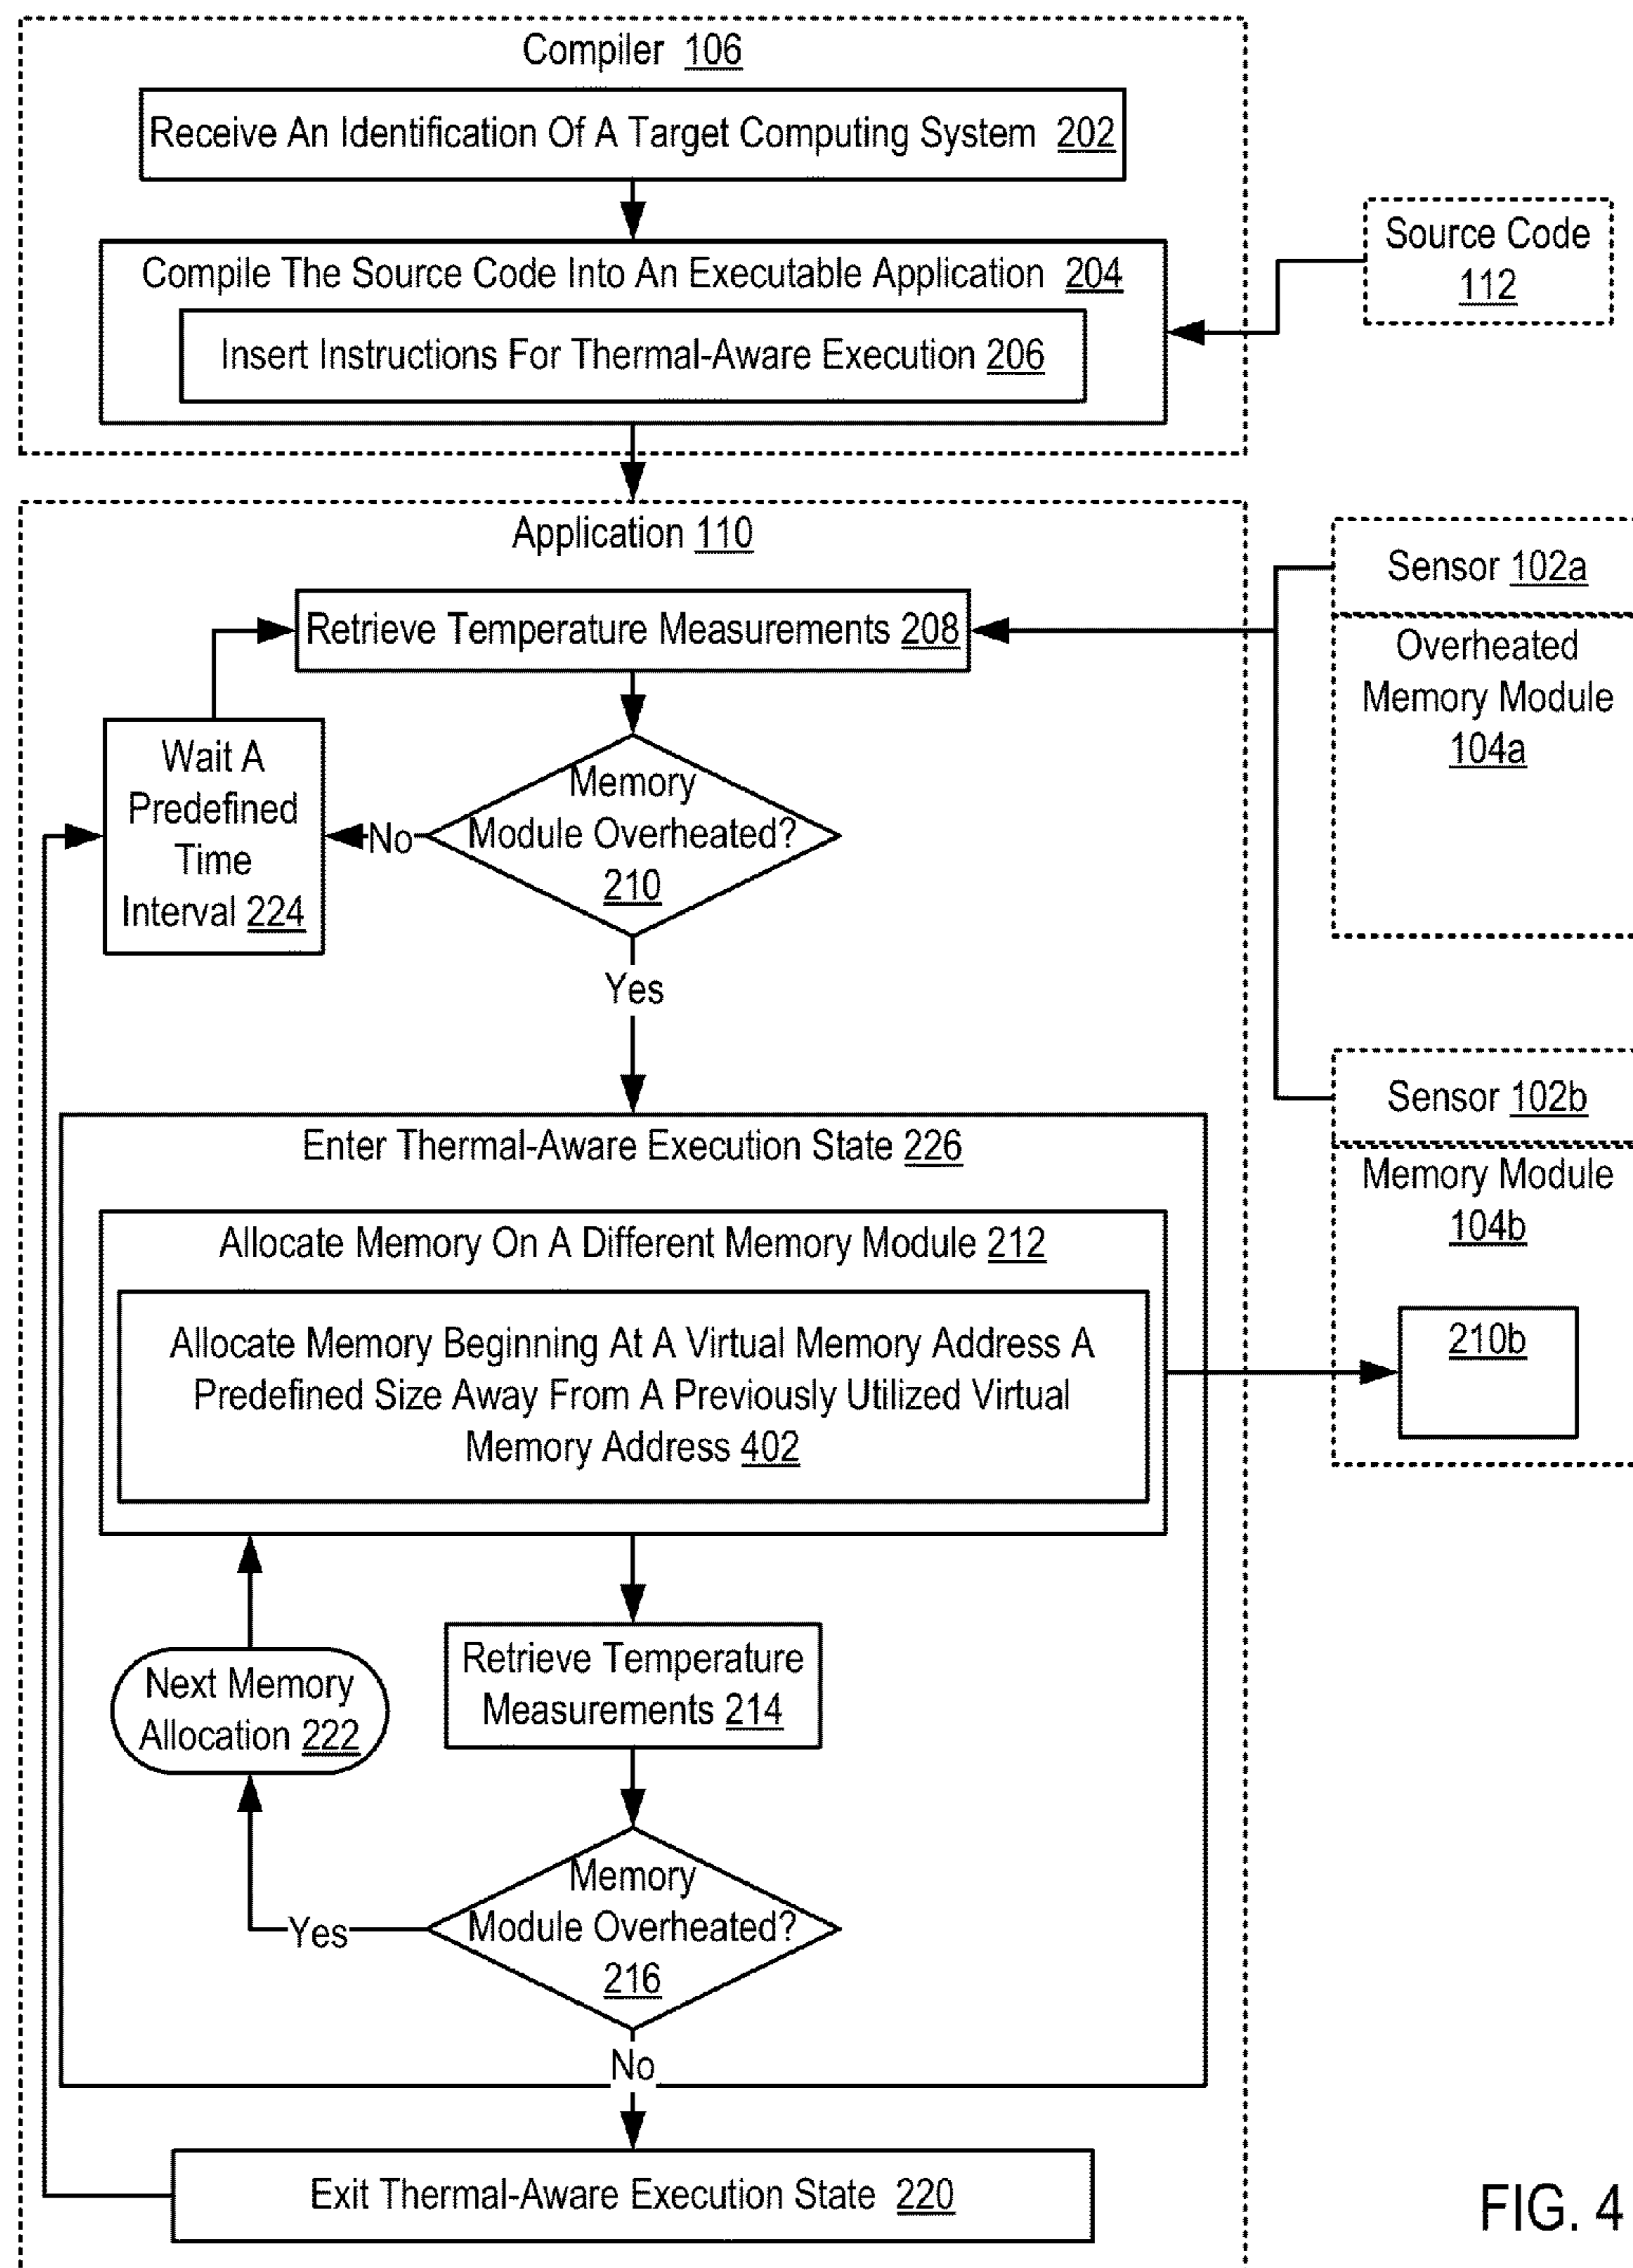 Compiler 106
Receive An Identification Of A Target Computing System 202
Compile The Source Code Into An Executable Application 204
Insert Instructions For Thermal-Aware Execution 206
Source Code
112
Application 110
Retrieve Temperature Measurements 208
Sensor 102a
Overheated
Memory Module
104a
Wait A
Predefined
Time
Interval 224
No
Memory
Module Overheated?
210
Yes
Sensor 102b
Memory Module
104b
210b
Enter Thermal-Aware Execution State 226
Allocate Memory On A Different Memory Module 212
Allocate Memory Beginning At A Virtual Memory Address A
Predefined Size Away From A Previously Utilized Virtual
Memory Address 402
Retrieve Temperature
Measurements 214
Next Memory
Allocation 222
Yes
Memory
Module Overheated?
216
No
Exit Thermal-Aware Execution State 220
FIG. 4